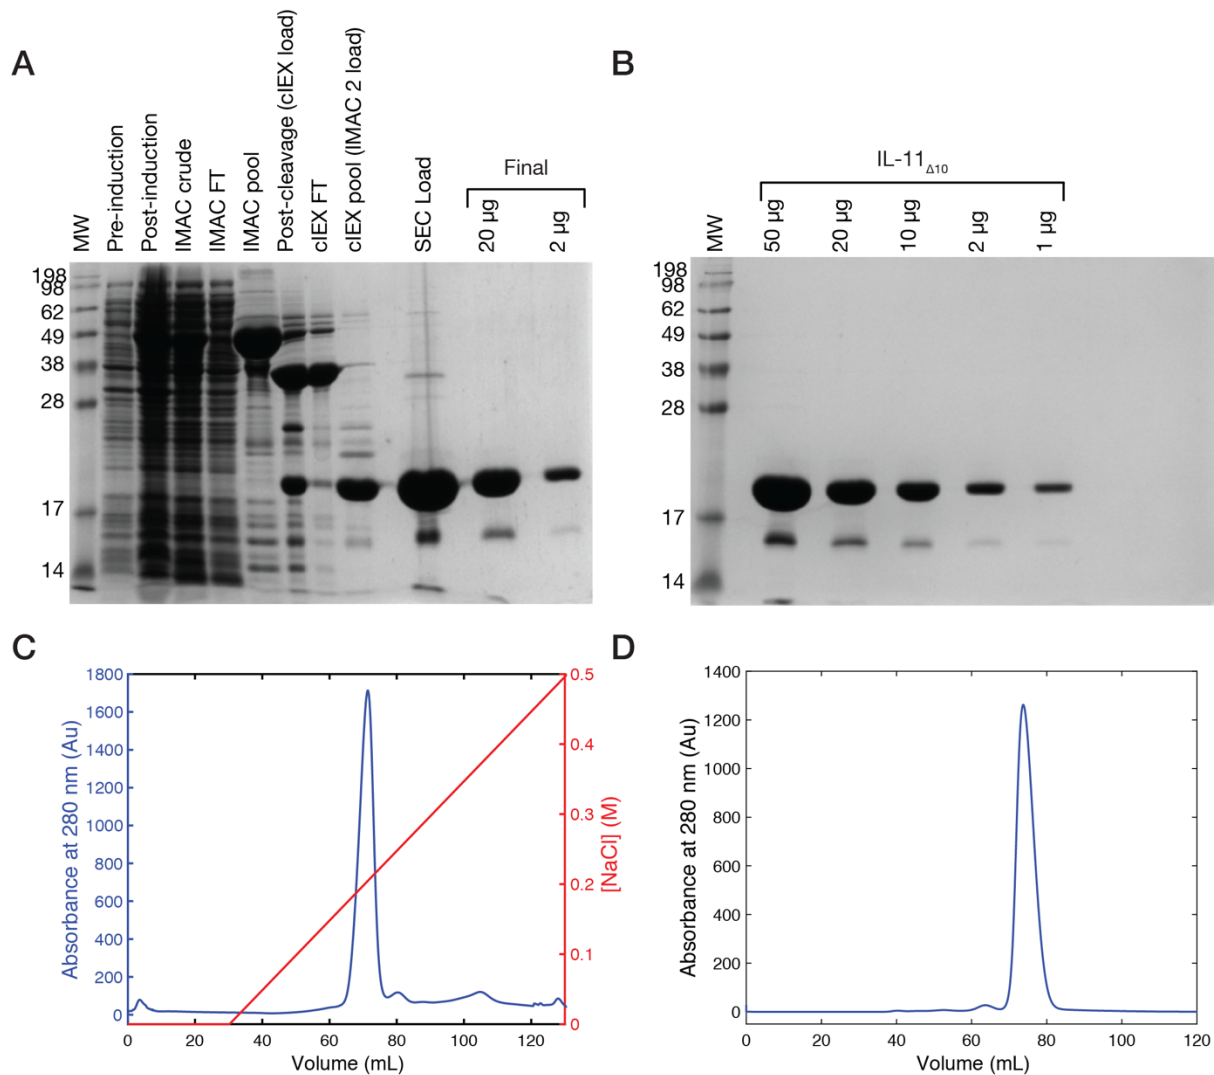 A
MW
Pre-induction
Post-induction
IMAC crude
IMAC FT
IMAC pool
Post-cleavage (cIEX load)
cIEX FT
cIEX pool (IMAC 2 load)
SEC Load
Final
20 µg
2 µg
198
98
62
49
38
28
17
14
B
IL-11Δ10
MW
50 µg
20 µg
10 µg
2 µg
1 µg
198
98
62
49
38
28
17
14
C
Absorbance at 280 nm (Au)
1800
1600
1400
1200
1000
800
600
400
200
0
0.5
0.4
0.3
0.2
0.1
0
[NaCl] (M)
0 20 40 60 80 100 120
Volume (mL)
D
Absorbance at 280 nm (Au)
1400
1200
1000
800
600
400
200
0
0 20 40 60 80 100 120
Volume (mL)